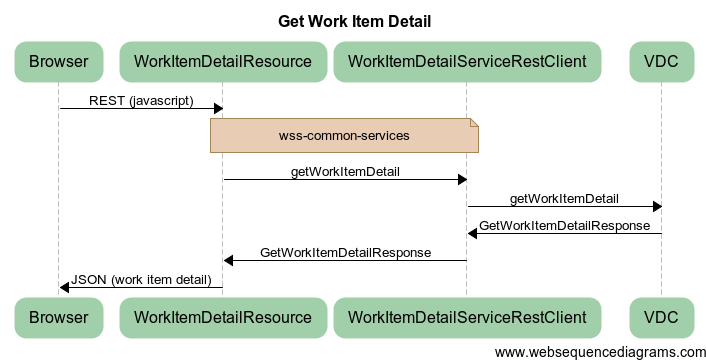 Get Work Item Detail
Browser WorkItemDetailResource WorkItemDetailServiceRestClient VDC
REST (javascript)
wss-common-services
getWorkItemDetail
getWorkItemDetail
GetWorkItemDetailResponse
GetWorkItemDetailResponse
JSON (work item detail)
Browser WorkItemDetailResource WorkItemDetailServiceRestClient VDC
www.websequencediagrams.com